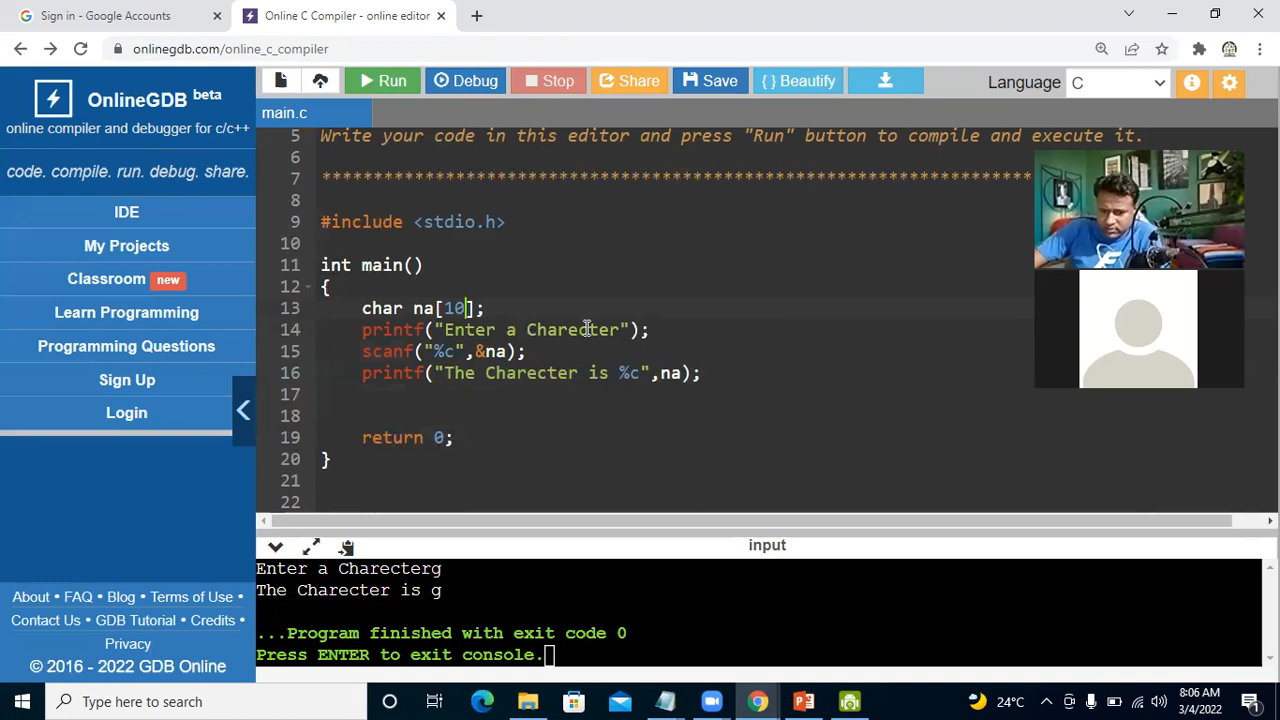 Sign in - Google Accounts
Online C Compiler - online editor
onlinegdb.com/online_c_compiler
OnlineGDB beta
online compiler and debugger for c/c++
code. compile. run. debug. share.
IDE
My Projects
Classroom new
Learn Programming
Programming Questions
Sign Up
Login
About • FAQ • Blog • Terms of Use •
Contact Us • GDB Tutorial • Credits •
Privacy
© 2016 - 2022 GDB Online
Run Debug Stop Share Save { } Beautify Language C
main.c
5 Write your code in this editor and press "Run" button to compile and execute it.
6
7 *********************************************************************
8
9 #include <stdio.h>
10
11 int main()
12 {
13 char na[10];
14 printf("Enter a Charecter");
15 scanf("%c",&na);
16 printf("The Charecter is %c",na);
17
18
19 return 0;
20 }
21
22
input
Enter a Charecterg
The Charecter is g
...Program finished with exit code 0
Press ENTER to exit console.
Type here to search
24°C
8:06 AM
3/4/2022
1